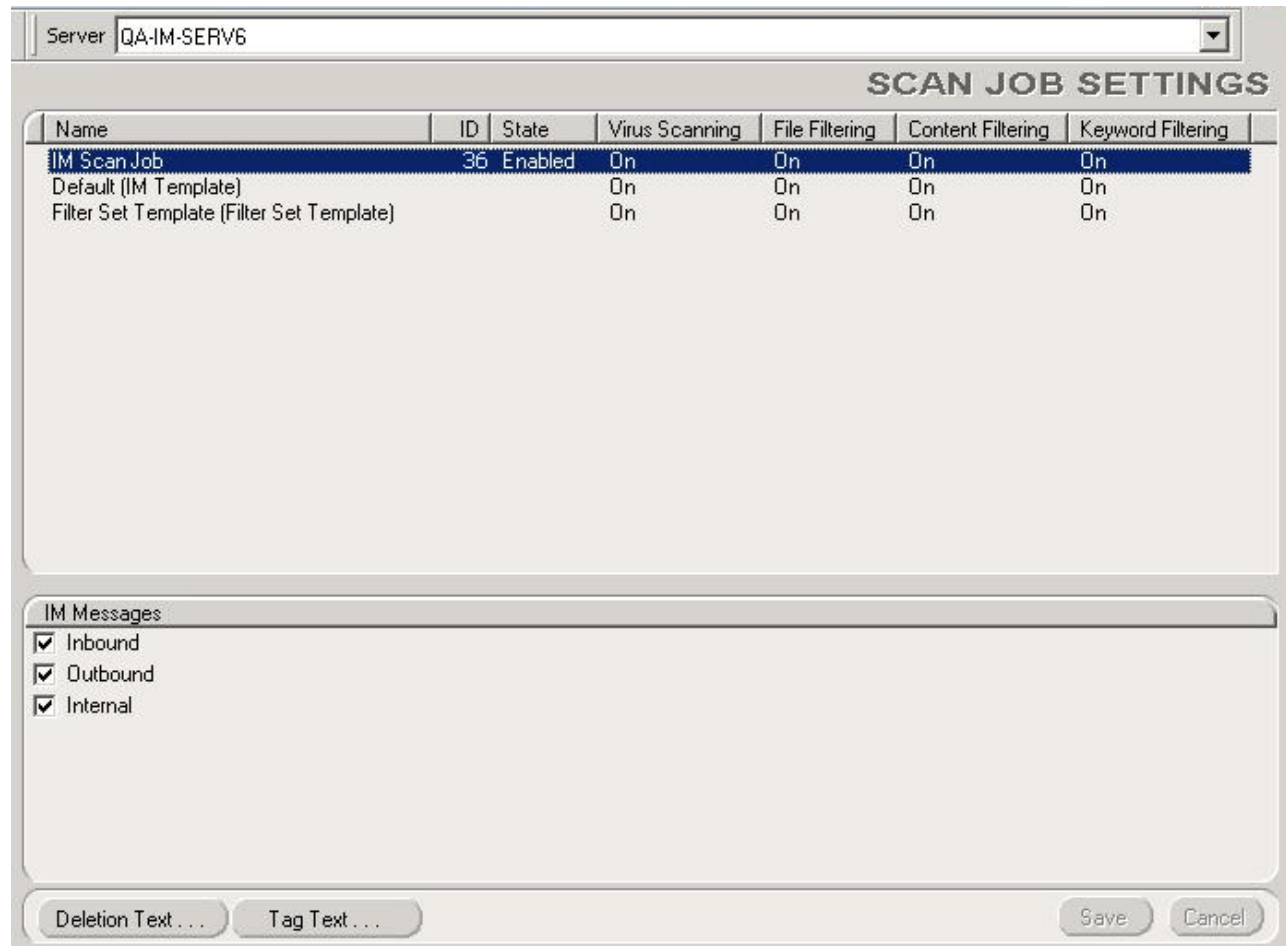 Server QA-IM-SERV6
SCAN JOB SETTINGS
Name ID State Virus Scanning File Filtering Content Filtering Keyword Filtering
IM Scan Job 36 Enabled On On On On
Default (IM Template) On On On On
Filter Set Template (Filter Set Template) On On On On
IM Messages
Inbound
Outbound
Internal
Deletion Text . . . Tag Text . . . Save Cancel